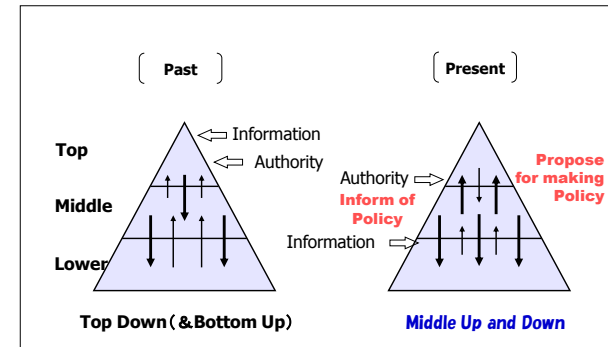 [ Past ]
[ Present ]
Information
Authority
Top
Middle
Lower
Top Down (&Bottom Up)
Propose
for making
Policy
Authority
Inform of
Policy
Information
Middle Up and Down